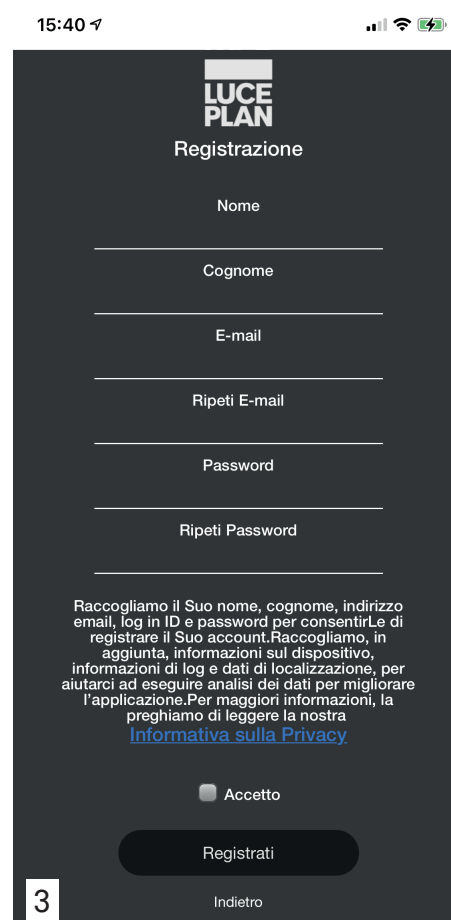 15:40
LUCE
PLAN
Registrazione
Nome
Cognome
E-mail
Ripeti E-mail
Password
Ripeti Password
Raccogliamo il Suo nome, cognome, indirizzo
email, log in ID e password per consentirLe di
registrare il Suo account.Raccogliamo, in
aggiunta, informazioni sul dispositivo,
informazioni di log e dati di localizzazione, per
aiutarci ad eseguire analisi dei dati per migliorare
l'applicazione.Per maggiori informazioni, la
preghiamo di leggere la nostra
Informativa sulla Privacy
Accetto
Registrati
3
Indietro